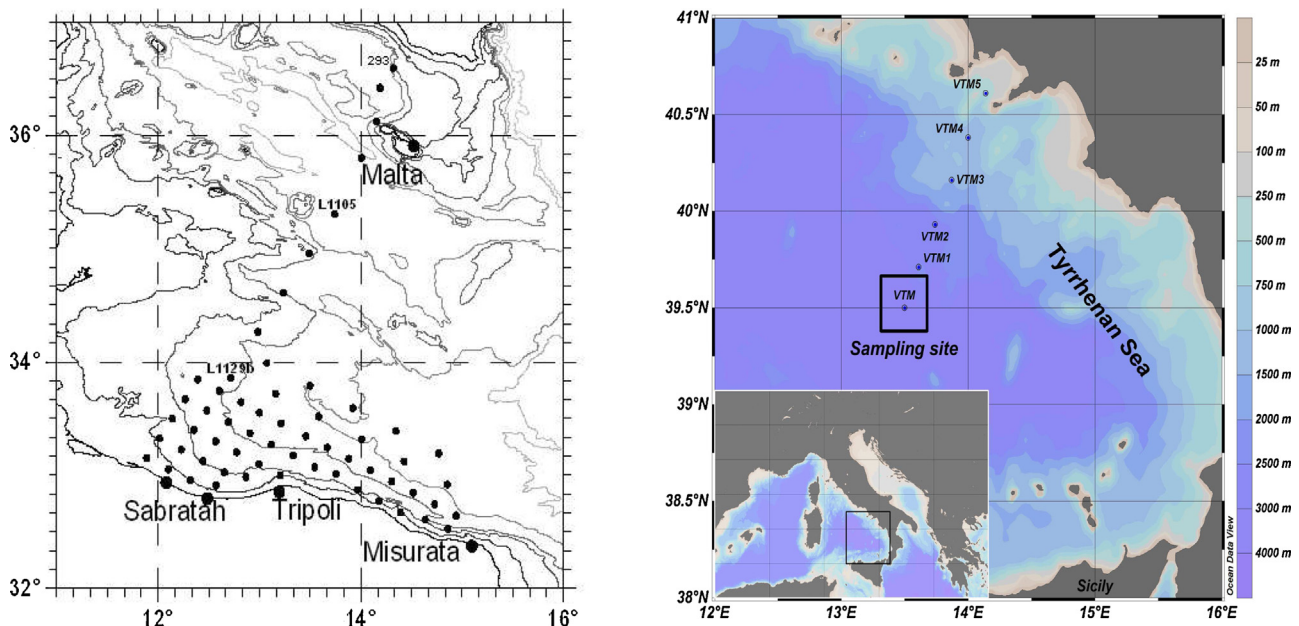 293
36°
Malta
L1105
34°
L1129b
Sabratah
Tripoli
Misurata
32°
12
14
16°
41°N
40.5°N
40°N
39.5°N
39°N
38.5°N
38°N
VTM5
VTM4
VTM3
VTM2
VTM1
VTM
Sampling site
Tyrrhenan Sea
Sicily
12°E
13°E
14°E
15°E
16°E
25 m
50 m
100 m
250 m
500 m
750 m
1000 m
1500 m
2000 m
2500 m
3000 m
4000 m
Ocean Data View